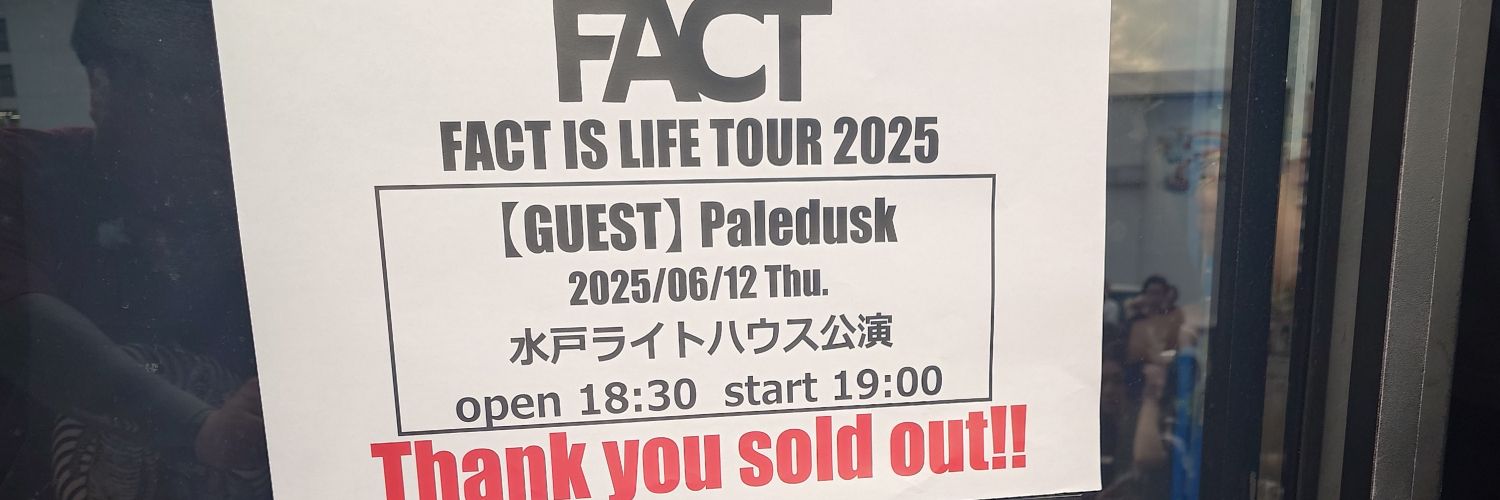 FACT
FACT IS LIFE TOUR 2025
【GUEST】Paledusk
2025/06/12 Thu.
水戸ライトハウス公演
open 18:30 start 19:00
Thank you sold out!!